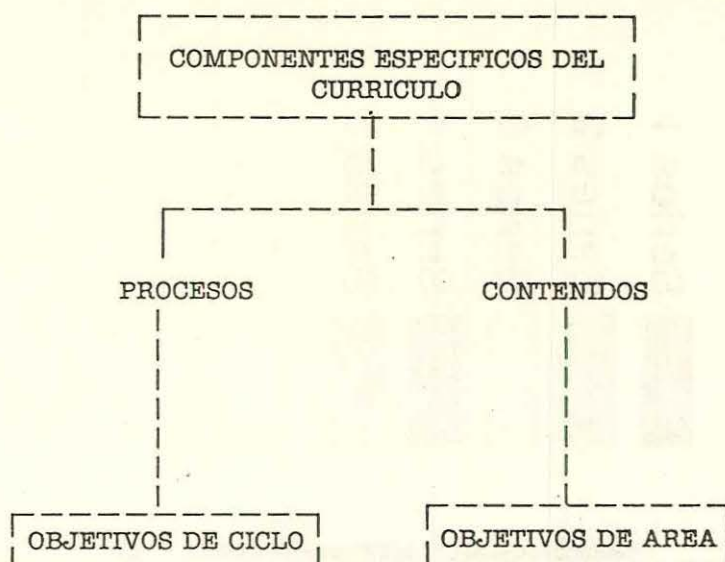 COMPONENTES ESPECIFICOS DEL
CURRICULO
PROCESOS
CONTENIDOS
OBJETIVOS DE CICLO
OBJETIVOS DE AREA